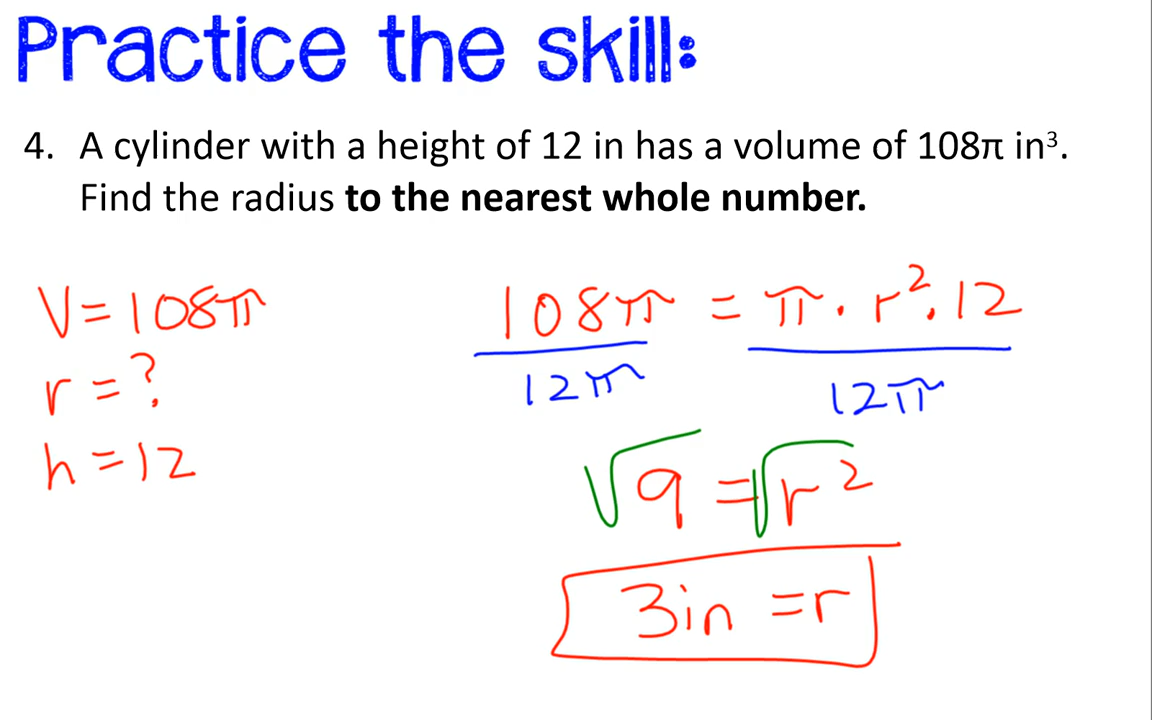 Practice the skill:
4. A cylinder with a height of 12 in has a volume of 108π in³.
Find the radius to the nearest whole number.
V = 108π
r = ?
h = 12
108π = π · r² · 12
12π 12π
√9 = √r²
3in = r